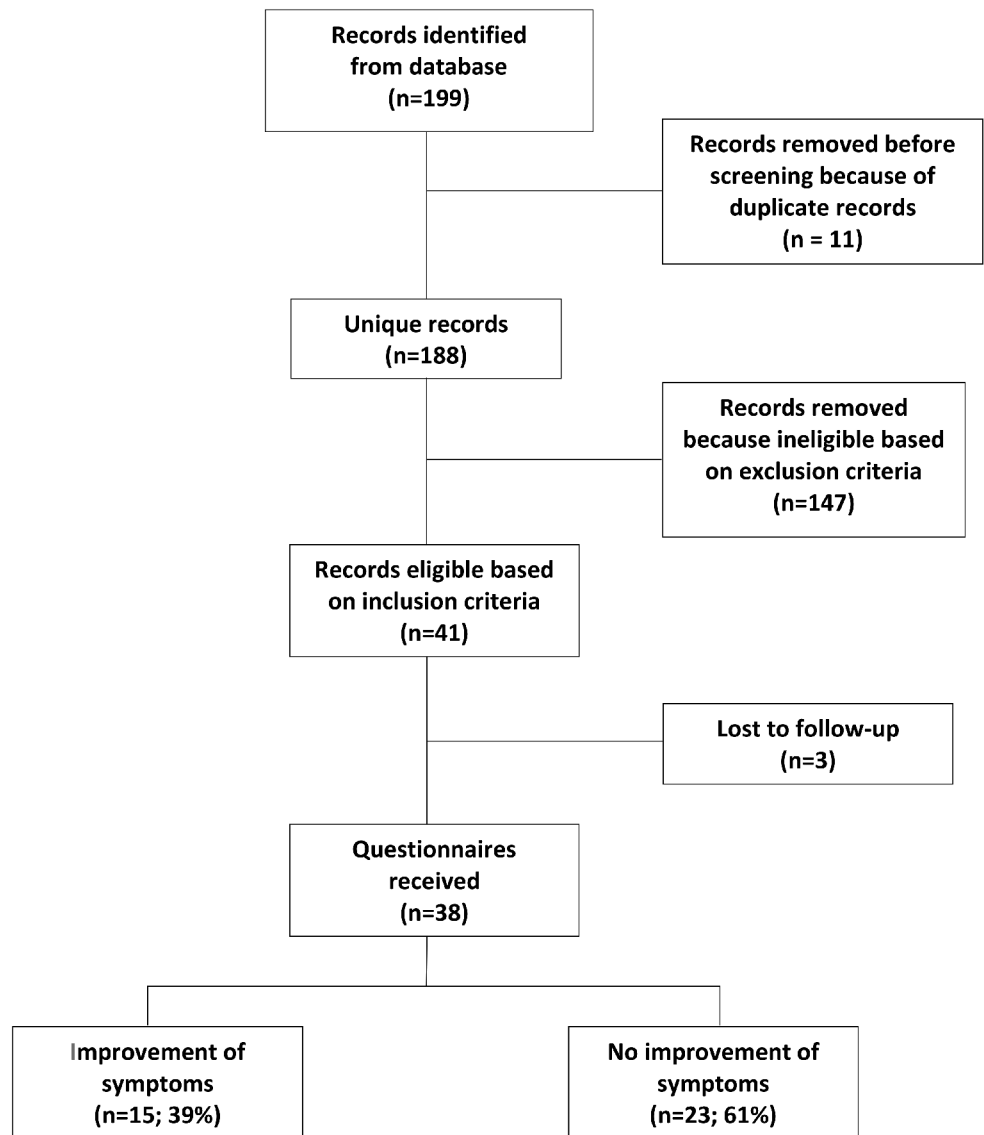 Records identified
from database
(n=199)
Records removed before
screening because of
duplicate records
(n = 11)
Unique records
(n=188)
Records removed
because ineligible based
on exclusion criteria
(n=147)
Records eligible based
on inclusion criteria
(n=41)
Lost to follow-up
(n=3)
Questionnaires
received
(n=38)
Improvement of
symptoms
(n=15; 39%)
No improvement of
symptoms
(n=23; 61%)